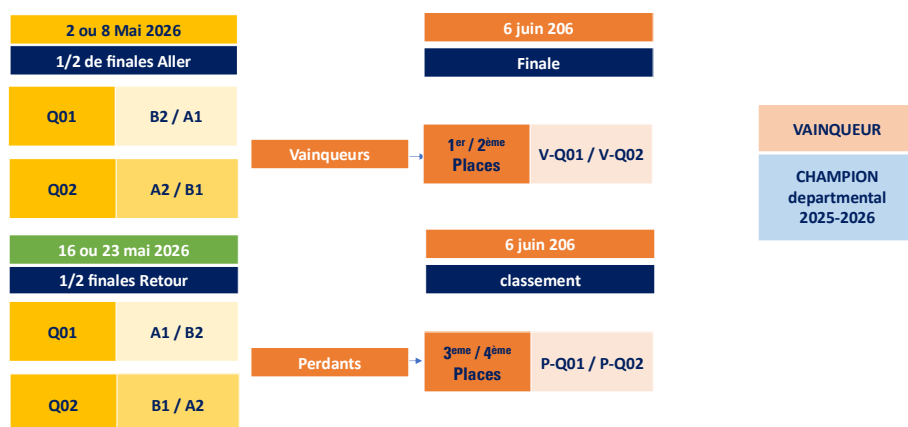 2 ou 8 Mai 2026
1/2 de finales Aller
Q01
B2 / A1
Q02
A2 / B1
16 ou 23 mai 2026
1/2 finales Retour
Q01
A1 / B2
Q02
B1 / A2
Vainqueurs
Perdants
6 juin 206
Finale
1er / 2ème
Places
V-Q01 / V-Q02
6 juin 206
classement
3eme / 4ème
Places
P-Q01 / P-Q02
VAINQUEUR
CHAMPION
departmental
2025-2026